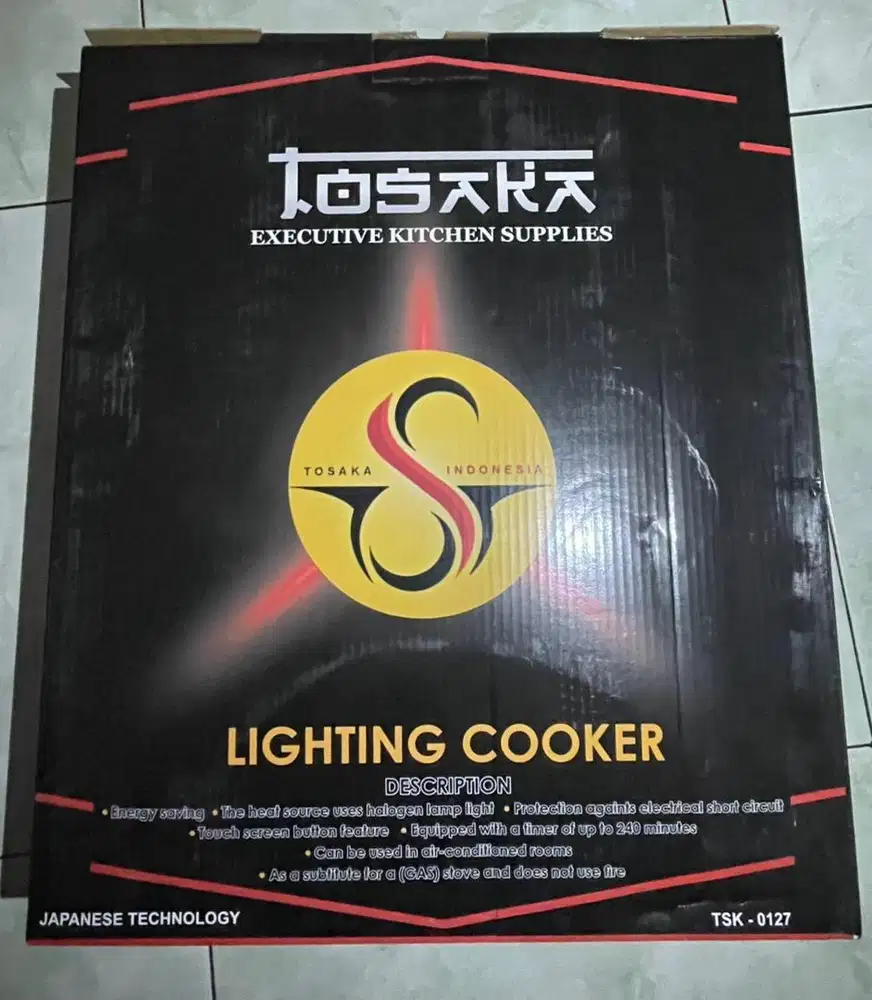 TOSAKA
EXECUTIVE KITCHEN SUPPLIES
TOSAKA INDONESIA
LIGHTING COOKER
DESCRIPTION
• Energy saving • The heat source uses halogen lamp light • Protection againts electrical short circuit
• Touch screen button feature • Equipped with a timer of up to 240 minutes
• Can be used in air-conditioned rooms
• As a subtitute for a (GAS) stove and does not use fire
JAPANESE TECHNOLOGY TSK - 0127